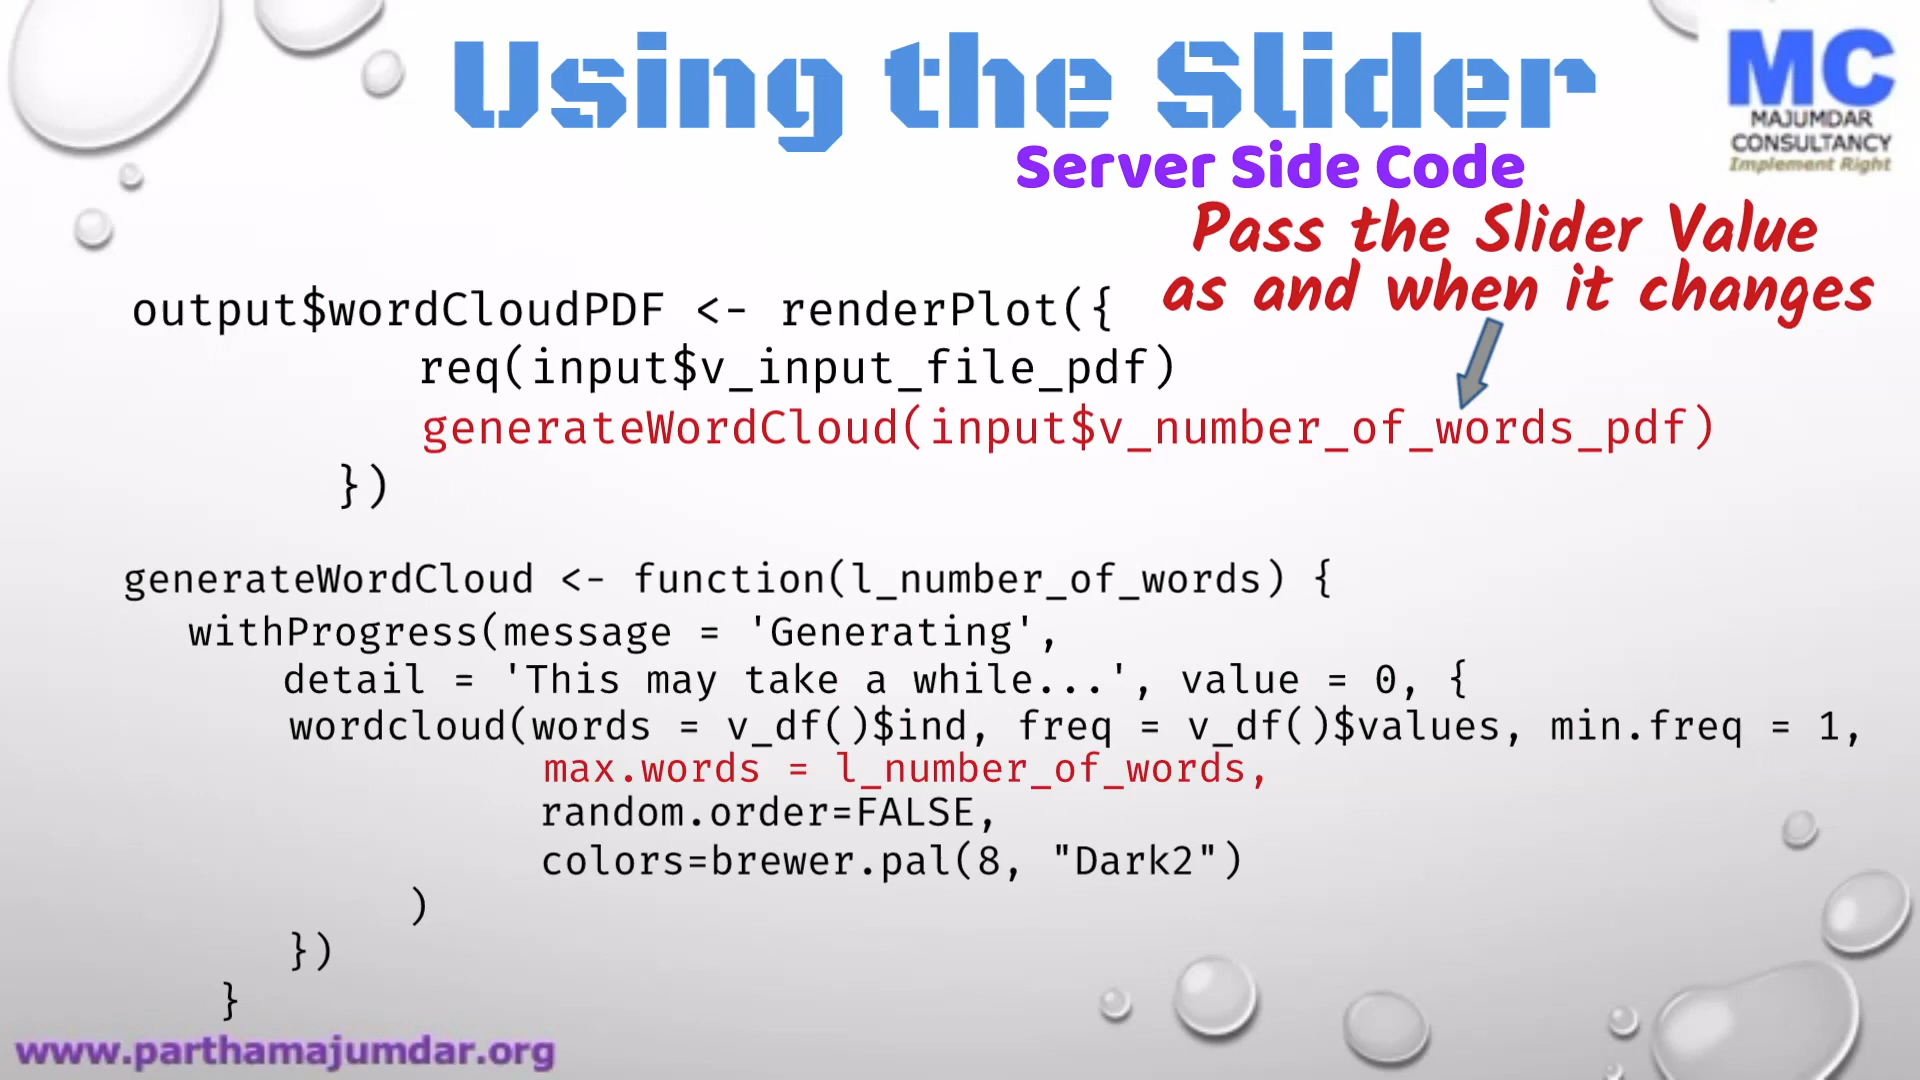 Using the Slider
MC
MAJUMDAR
CONSULTANCY
Implement Right
Server Side Code
Pass the Slider Value
as and when it changes
output$wordCloudPDF <- renderPlot({
req(input$v_input_file_pdf)
generateWordCloud(input$v_number_of_words_pdf)
})
generateWordCloud <- function(l_number_of_words) {
withProgress(message = 'Generating',
detail = 'This may take a while...', value = 0, {
wordcloud(words = v_df()$ind, freq = v_df()$values, min.freq = 1,
max.words = l_number_of_words,
random.order=FALSE,
colors=brewer.pal(8, "Dark2")
)
})
}
www.parthamajumdar.org